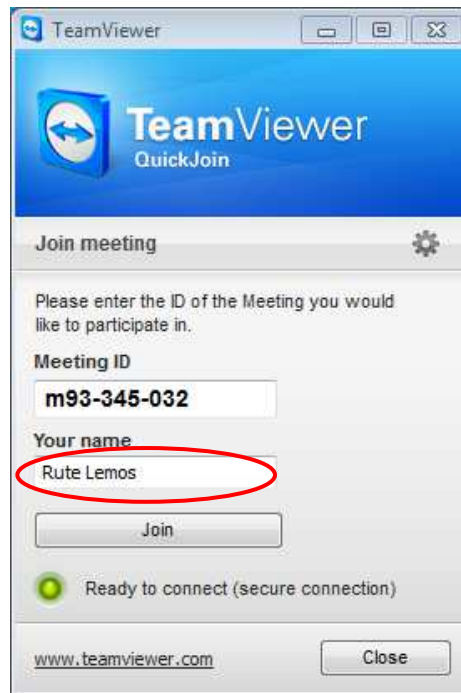 TeamViewer
TeamViewer
QuickJoin
Join meeting
Please enter the ID of the Meeting you would
like to participate in.
Meeting ID
m93-345-032
Your name
Rute Lemos
Join
Ready to connect (secure connection)
www.teamviewer.com
Close